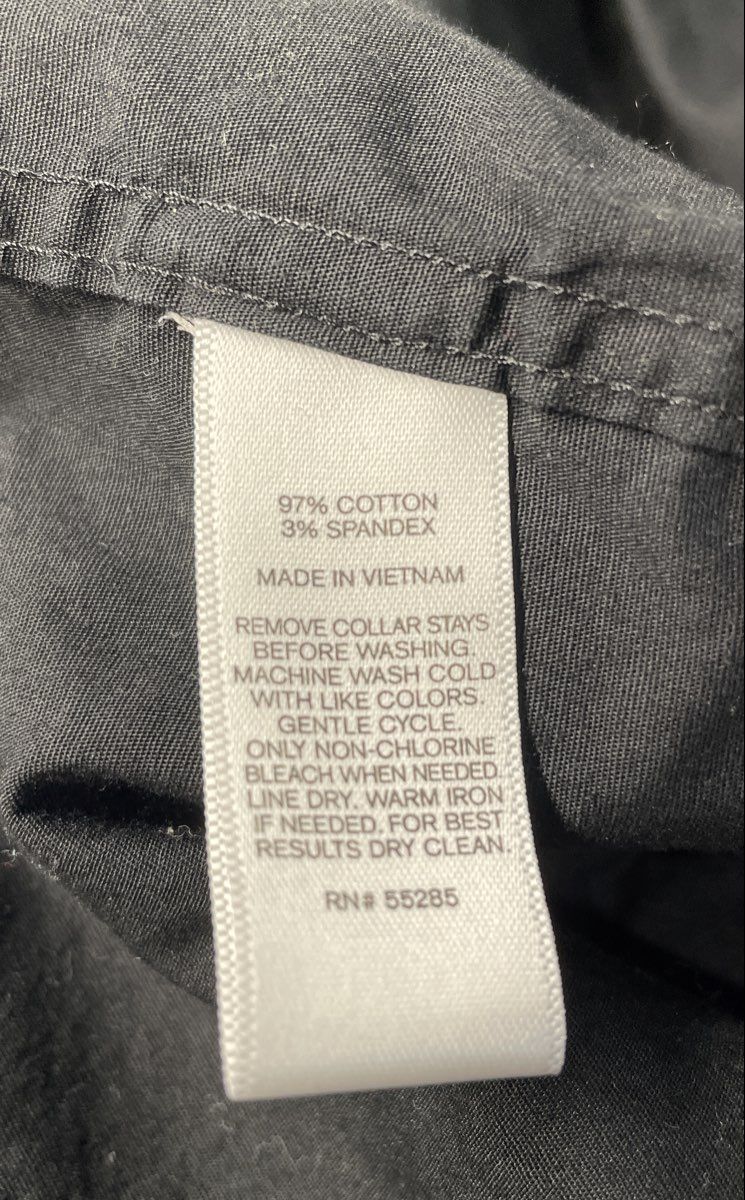 97% COTTON
3% SPANDEX
MADE IN VIETNAM
REMOVE COLLAR STAYS
BEFORE WASHING.
MACHINE WASH COLD
WITH LIKE COLORS.
GENTLE CYCLE.
ONLY NON-CHLORINE
BLEACH WHEN NEEDED.
LINE DRY. WARM IRON
IF NEEDED. FOR BEST
RESULTS DRY CLEAN.
RN# 55285